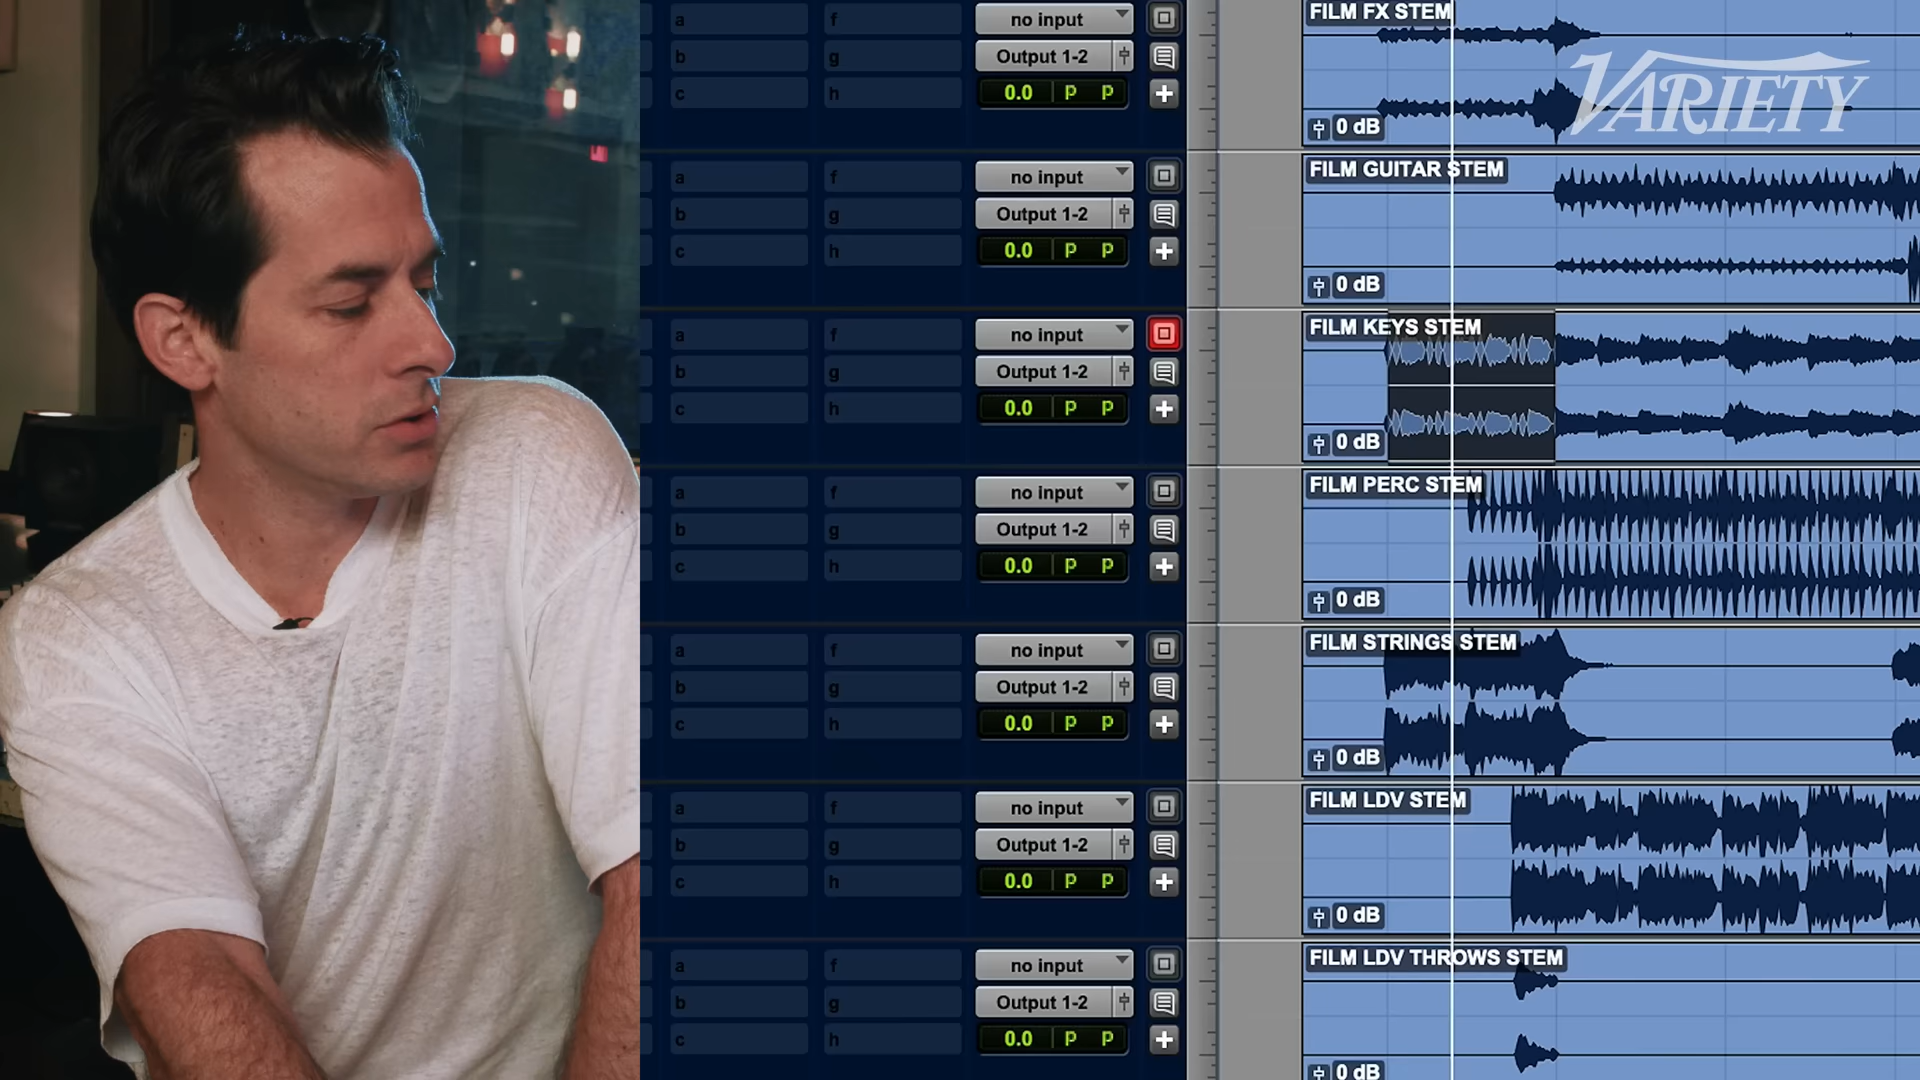 a f no input FILM FX STEM
b g Output 1-2
c h 0.0 P P 0 dB
VARIETY
a f no input FILM GUITAR STEM
b g Output 1-2
c h 0.0 P P 0 dB
a f no input FILM KEYS STEM
b g Output 1-2
c h 0.0 P P 0 dB
a f no input FILM PERC STEM
b g Output 1-2
c h 0.0 P P 0 dB
a f no input FILM STRINGS STEM
b g Output 1-2
c h 0.0 P P 0 dB
a f no input FILM LDV STEM
b g Output 1-2
c h 0.0 P P 0 dB
a f no input FILM LDV THROWS STEM
b g Output 1-2
c h 0.0 P P 0 dB